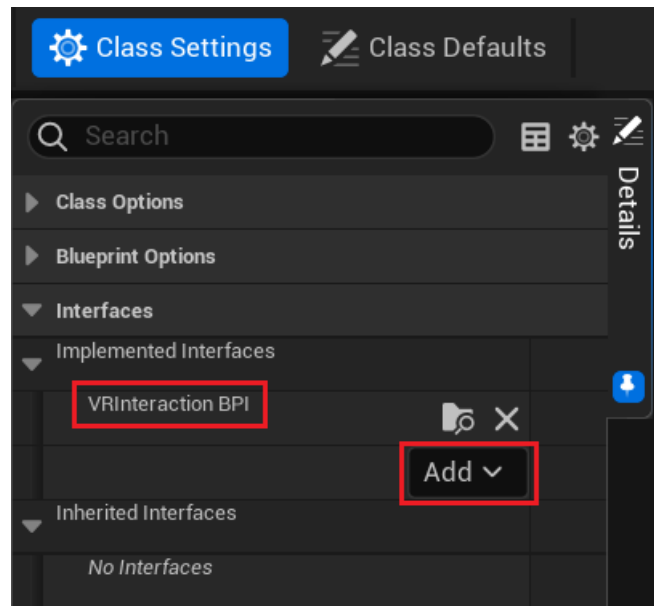 Class Settings
Class Defaults
Search
Details
Class Options
Blueprint Options
Interfaces
Implemented Interfaces
VRInteraction BPI
Add
Inherited Interfaces
No Interfaces